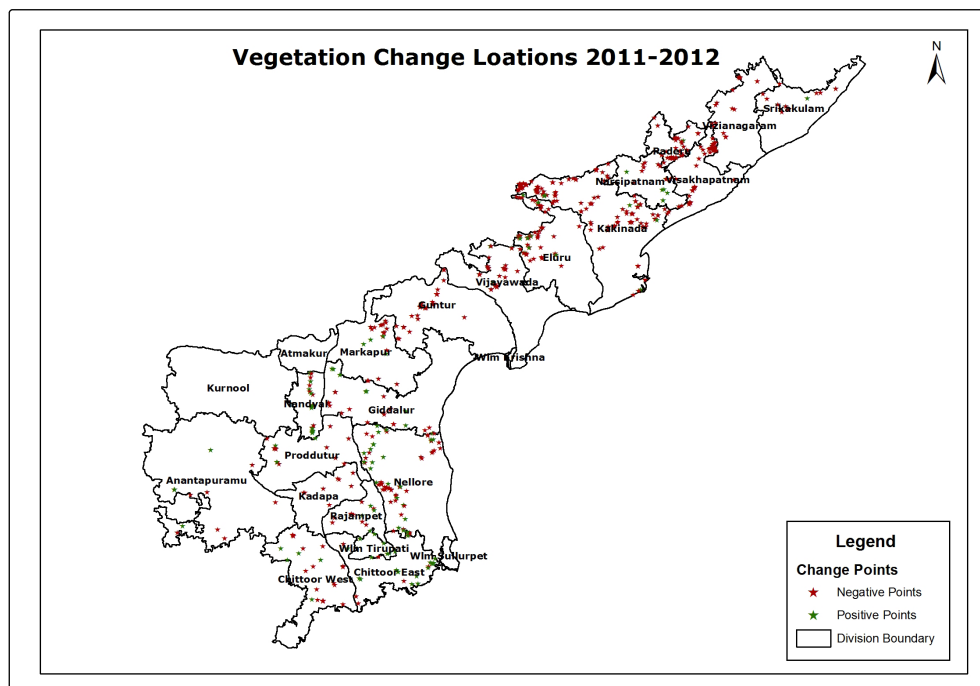 Vegetation Change Loations 2011-2012
N
Srikakulam
Vizianagaram
Paderu
Narsipatnam
Visakhapatnam
Kakinada
Eluru
Vijayawada
Guntur
Atmakur
Markapur
Wlm Krishna
Kurnool
Nandyal
Giddalur
Proddutur
Anantapuramu
Nellore
Kadapa
Rajampet
Wlm Tirupati
Wlm Sullurpet
Chittoor West
Chittoor East
Legend
Change Points
Negative Points
Positive Points
Division Boundary